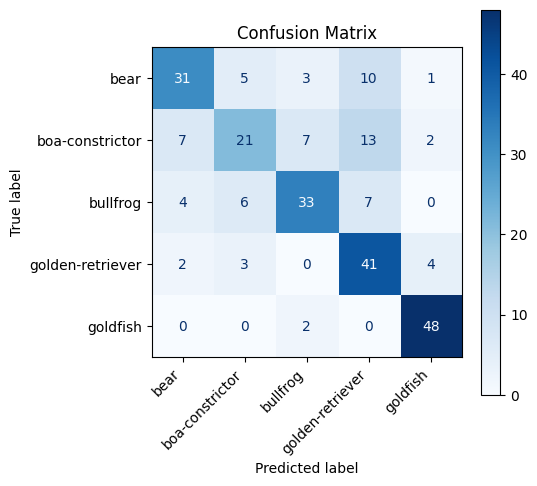 Confusion Matrix
True label
bear 31 5 3 10 1
boa-constrictor 7 21 7 13 2
bullfrog 4 6 33 7 0
golden-retriever 2 3 0 41 4
goldfish 0 0 2 0 48
bear
boa-constrictor
bullfrog
golden-retriever
goldfish
Predicted label
40
30
20
10
0